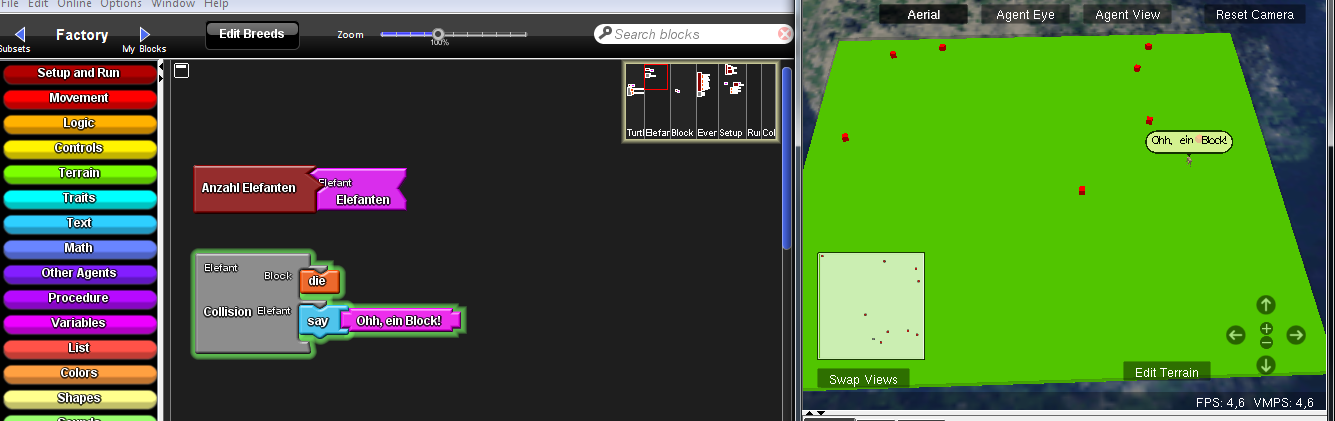 File Edit Online Options Window Help
Subsets
Factory
My Blocks
Edit Breeds
Zoom
100%
Search blocks
Setup and Run
Movement
Logic
Controls
Terrain
Traits
Text
Math
Other Agents
Procedure
Variables
List
Colors
Shapes
Sounds
Turtl Elefar Block Ever Setup Ru Col
Anzahl Elefanten
Elefant
Elefanten
Elefant
Block
die
Collision
Elefant
say
Ohh, ein Block!
Aerial
Agent Eye
Agent View
Reset Camera
Ohh, ein Block!
Swap Views
Edit Terrain
FPS: 4,6 VMPS: 4,6